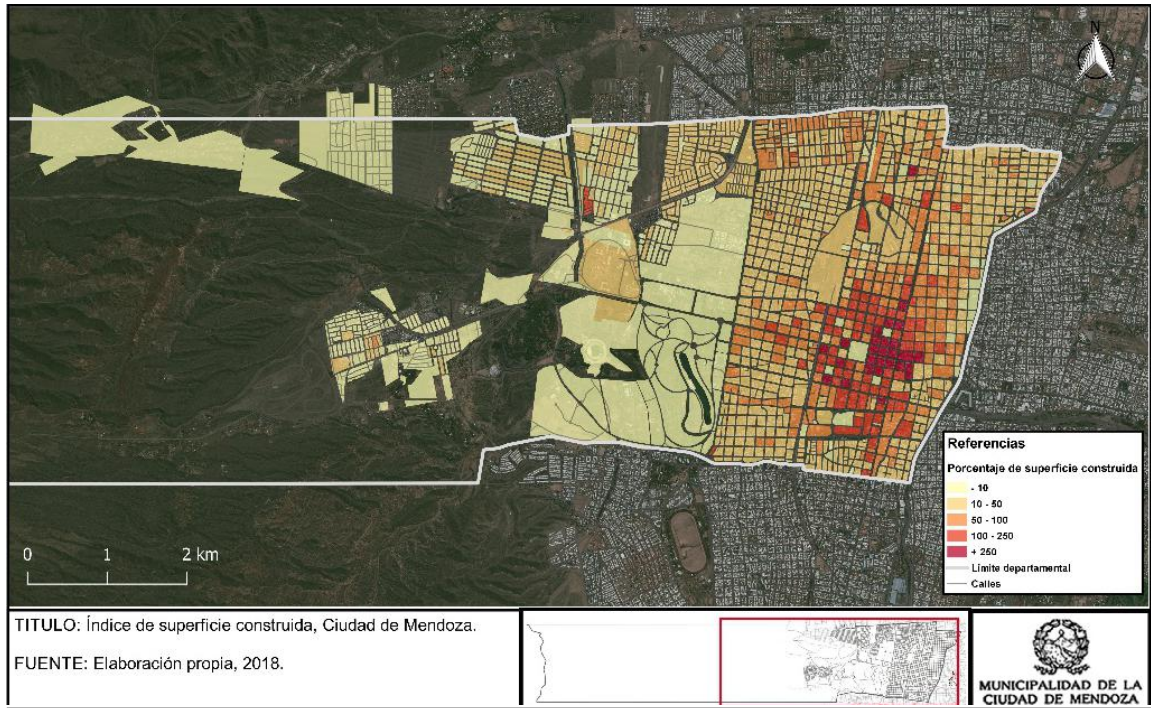 N
Referencias
Porcentaje de superficie construida
- 10
10 - 50
50 - 100
100 - 250
+ 250
Límite departamental
Calles
0 1 2 km
TITULO: Índice de superficie construida, Ciudad de Mendoza.
FUENTE: Elaboración propia, 2018.
MUNICIPALIDAD DE LA
CIUDAD DE MENDOZA